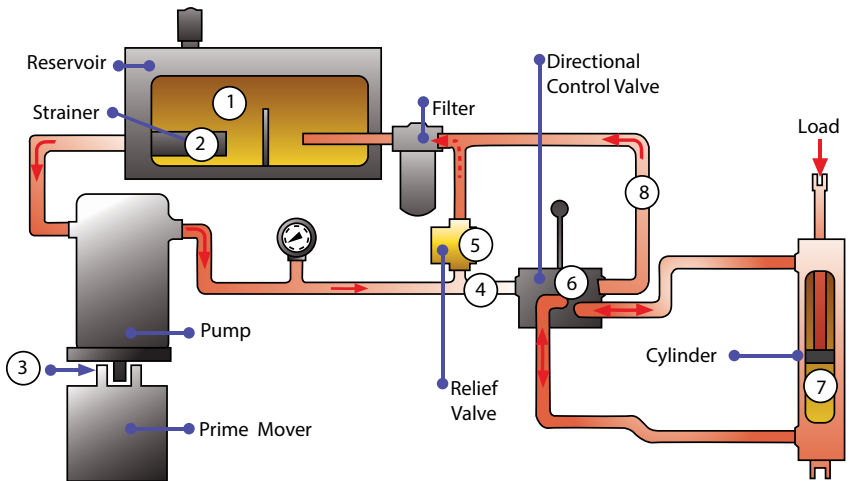 Reservoir
Directional
Control Valve
1
Strainer
Filter
2
Load
8
5
6
4
Pump
Cylinder
3
7
Relief
Valve
Prime Mover